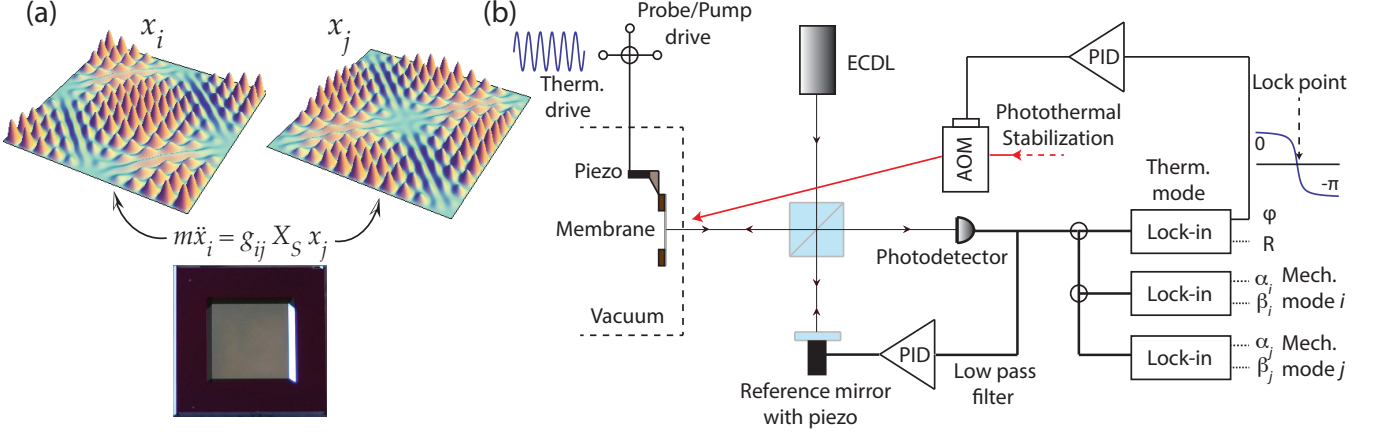 (a)
x_i
x_j
mẍ_i = g_ij X_S x_j
(b)
Probe/Pump
drive
Therm.
drive
Piezo
Membrane
Vacuum
ECDL
Photodetector
PID
Reference mirror
with piezo
Low pass
filter
PID
AOM
Photothermal
Stabilization
Lock point
0
-π
Therm.
mode
Lock-in
φ
R
Lock-in
α_i
β_i
Mech.
mode i
Lock-in
α_j
β_j
Mech.
mode j